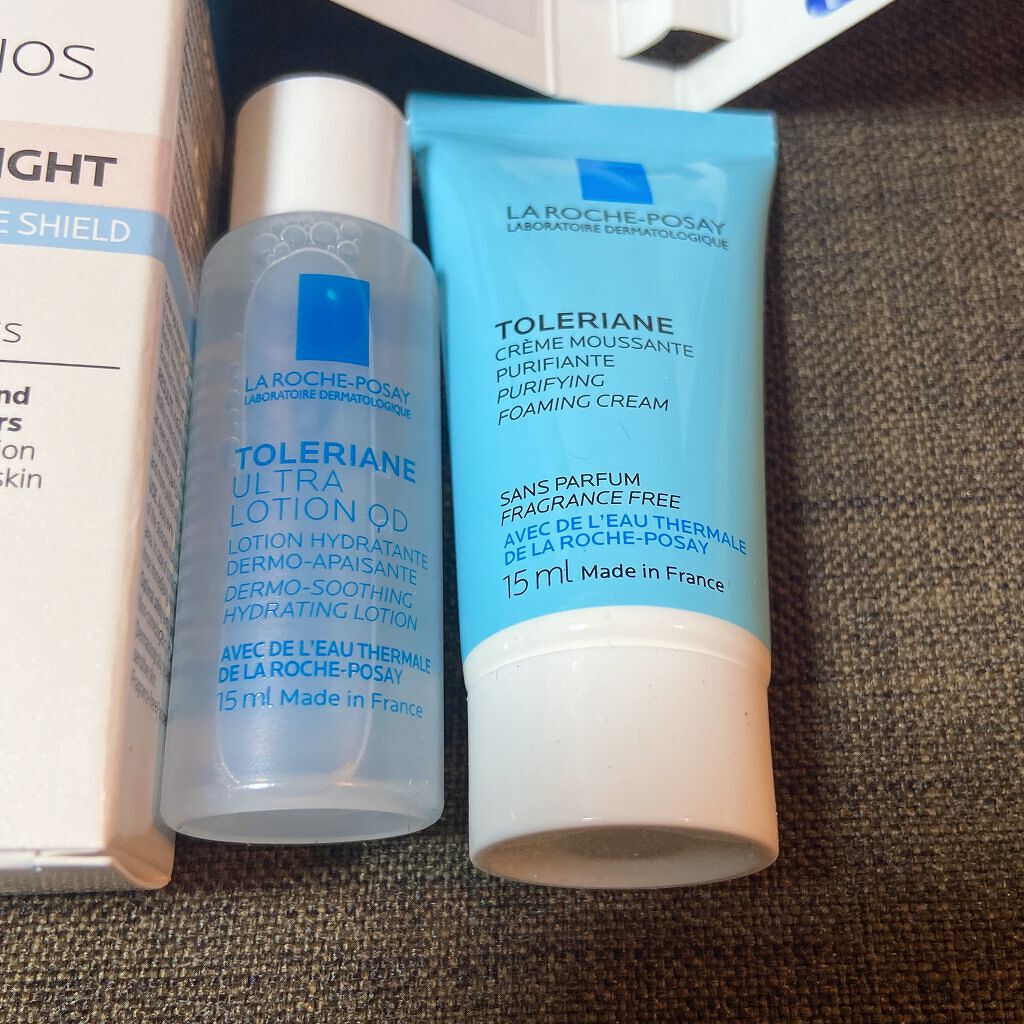 IOS
IGHT
E SHIELD
S
nd
rs
ion
skin
LA ROCHE-POSAY
LABORATOIRE DERMATOLOGIQUE
TOLERIANE
ULTRA
LOTION QD
LOTION HYDRATANTE
DERMO-APAISANTE
DERMO-SOOTHING
HYDRATING LOTION
AVEC DE L'EAU THERMALE
DE LA ROCHE-POSAY
15 ml Made in France
LA ROCHE-POSAY
LABORATOIRE DERMATOLOGIQUE
TOLERIANE
CRÈME MOUSSANTE
PURIFIANTE
PURIFYING
FOAMING CREAM
SANS PARFUM
FRAGRANCE FREE
AVEC DE L'EAU THERMALE
DE LA ROCHE-POSAY
15 ml Made in France